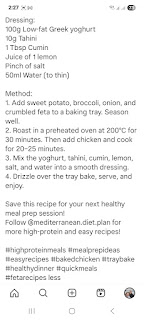 2:27
90
Dressing:
100g Low-fat Greek yoghurt
10g Tahini
1 Tbsp Cumin
Juice of 1 lemon
Pinch of salt
50ml Water (to thin)
Method:
1. Add sweet potato, broccoli, onion, and
crumbled feta to a baking tray. Season
well.
2. Roast in a preheated oven at 200°C for
30 minutes. Then add chicken and cook
for 20-25 minutes.
3. Mix the yoghurt, tahini, cumin, lemon,
salt, and water into a smooth dressing.
4. Drizzle over the tray bake, serve, and
enjoy.
Save this recipe for your next healthy
meal prep session!
Follow @mediterranean.diet.plan for
more high-protein and easy recipes!
#highproteinmeals #mealprepideas
#easyrecipes #bakedchicken #traybake
#healthydinner #quickmeals
#fetarecipes less